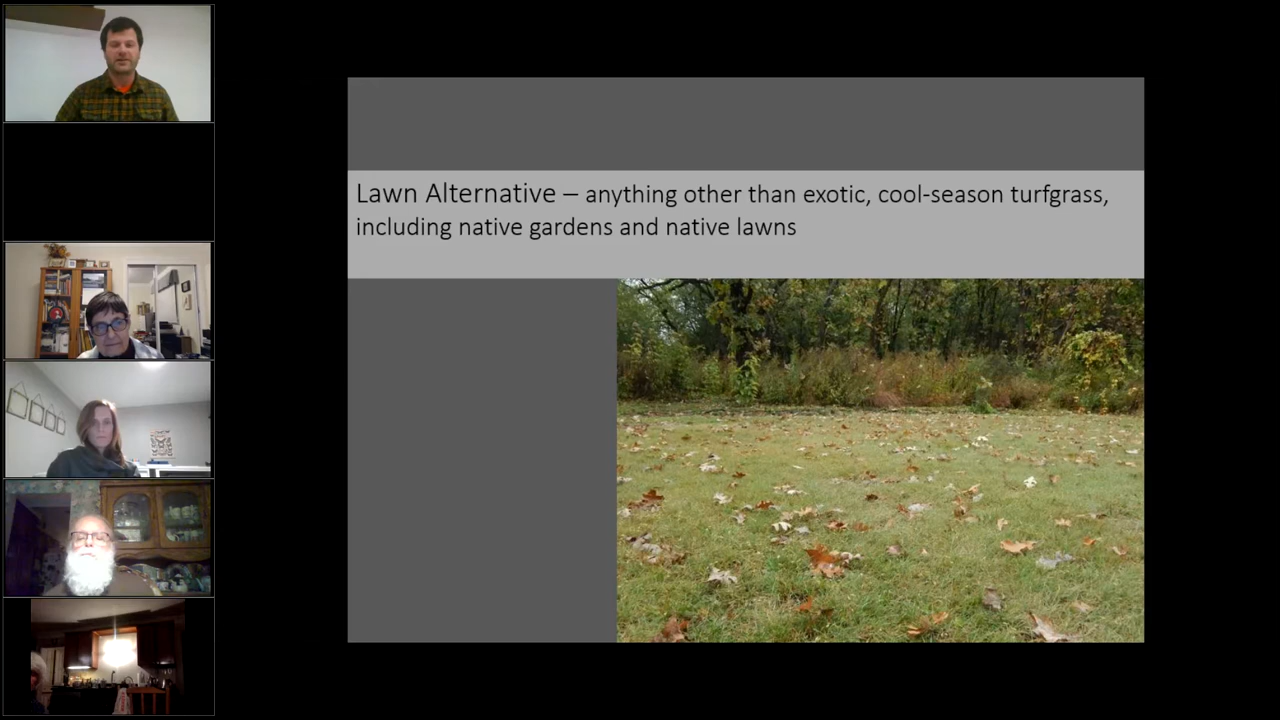 Lawn Alternative – anything other than exotic, cool-season turfgrass,
including native gardens and native lawns